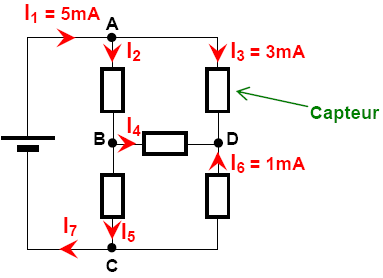 I1 = 5mA
A
I2
I3 = 3mA
Capteur
B
I4
D
I6 = 1mA
I7
I5
C